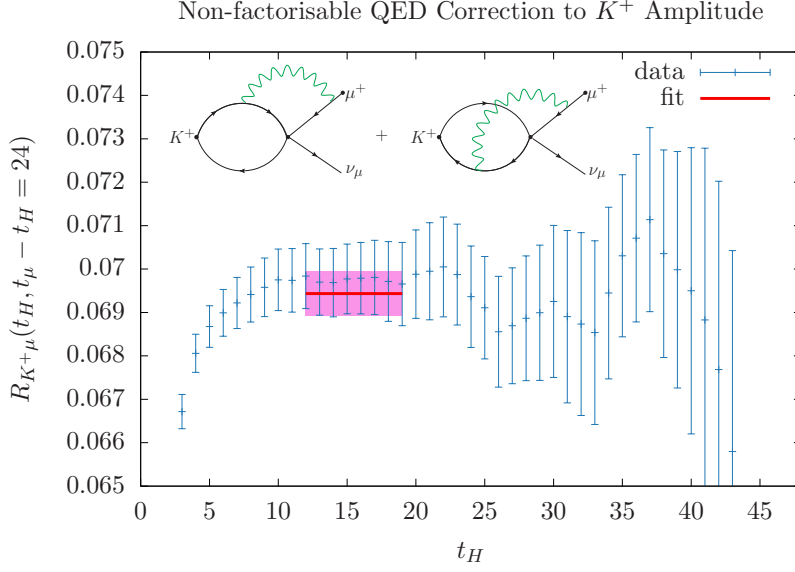 Non-factorisable QED Correction to K⁺ Amplitude
0.075
0.074
0.073
0.072
0.071
0.07
0.069
0.068
0.067
0.066
0.065
R_{K⁺μ}(t_H, t_μ − t_H = 24)
data
fit
K⁺
μ⁺
ν_μ
+
K⁺
μ⁺
ν_μ
0 5 10 15 20 25 30 35 40 45
t_H